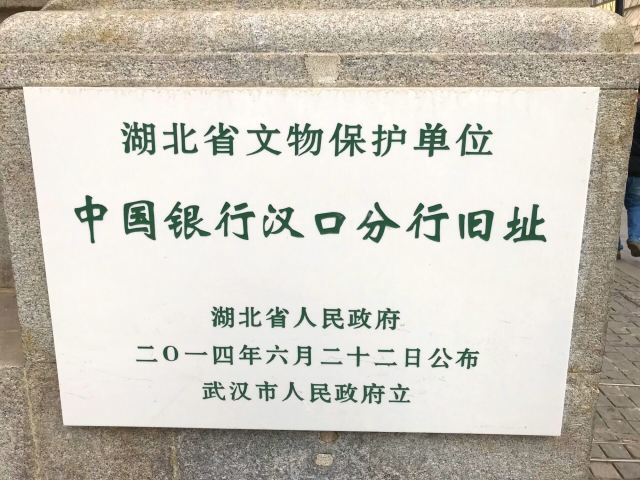 湖北省文物保护单位
中国银行汉口分行旧址
湖北省人民政府
二〇一四年六月二十二日公布
武汉市人民政府立